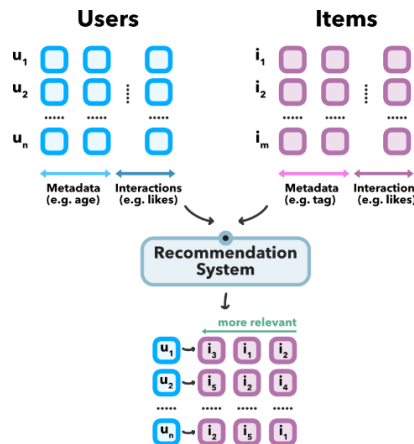 Users
Items
u1
u2
.....
un
i1
i2
.....
im
Metadata
(e.g. age)
Interactions
(e.g. likes)
Metadata
(e.g. tag)
Interaction
(e.g. likes)
Recommendation
System
more relevant
u1 i3 i1 i2
u2 i5 i2 i4
..... ..... ..... .....
un i2 i5 i1